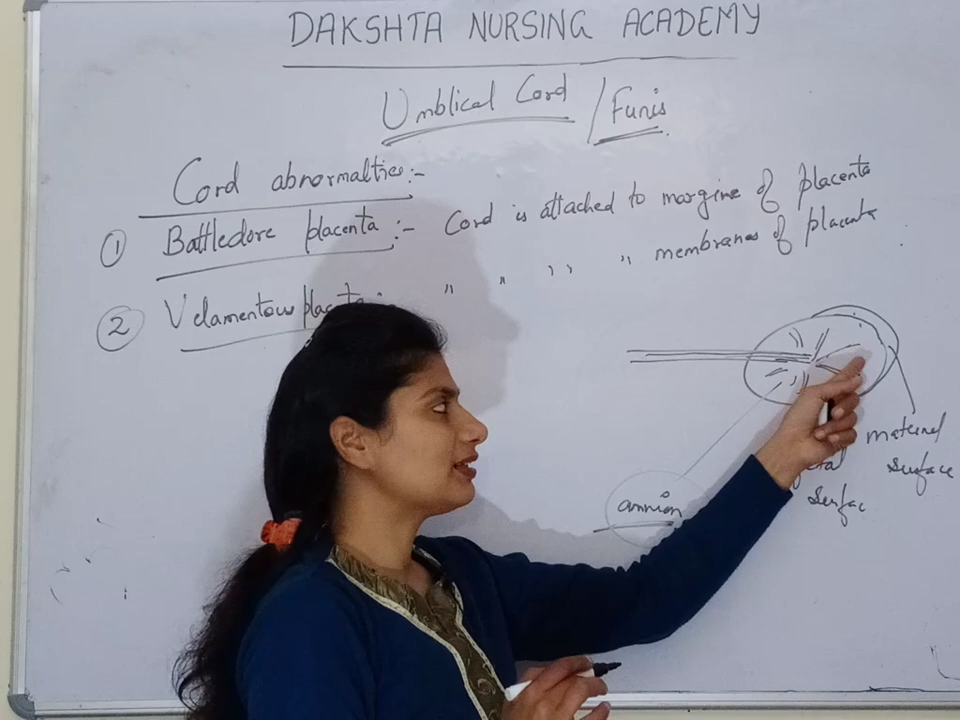 DAKSHTA NURSING ACADEMY
Umblical Cord / Funis
Cord abnormalties:-
① Battledore placenta :- Cord is attached to margine of placenta
② Velamentous placenta :- " " " " membranes of placenta
maternal
surface
surfac
amnion